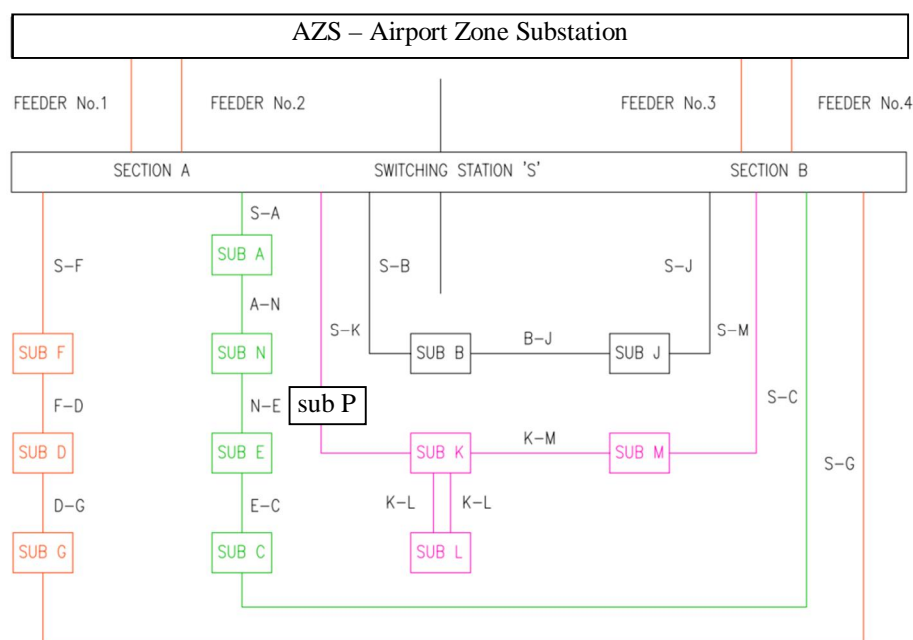 AZS – Airport Zone Substation
FEEDER No.1
FEEDER No.2
FEEDER No.3
FEEDER No.4
SECTION A
SWITCHING STATION 'S'
SECTION B
S-A
S-F
S-B
S-J
A-N
S-K
S-M
SUB A
SUB F
SUB N
SUB B
B-J
SUB J
F-D
N-E
sub P
S-C
SUB D
SUB E
SUB K
K-M
SUB M
S-G
D-G
E-C
K-L
K-L
SUB G
SUB C
SUB L